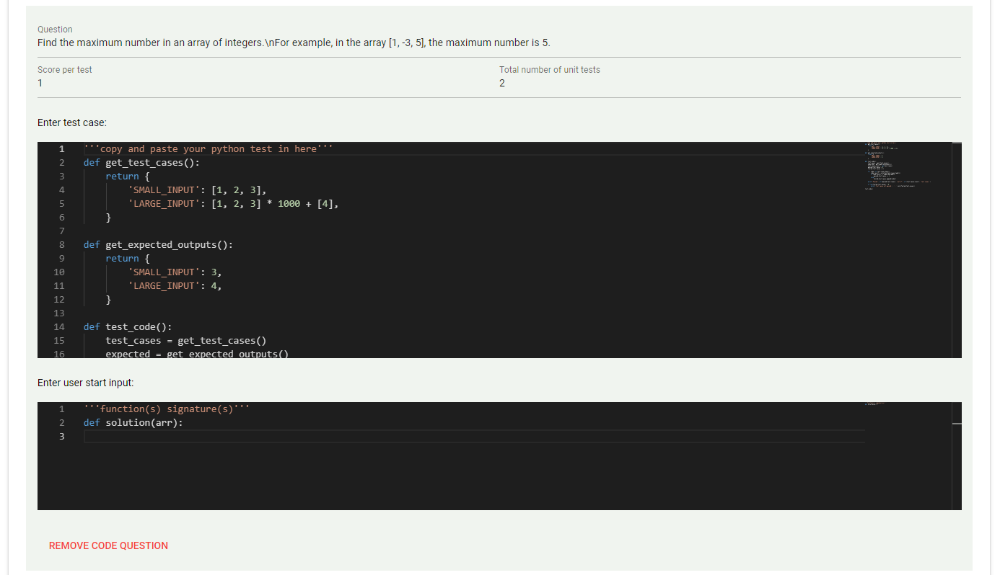 Question
Find the maximum number in an array of integers.\nFor example, in the array [1, -3, 5], the maximum number is 5.
Score per test
1
Total number of unit tests
2
Enter test case:
1 '''copy and paste your python test in here'''
2 def get_test_cases():
3 return {
4 'SMALL_INPUT': [1, 2, 3],
5 'LARGE_INPUT': [1, 2, 3] * 1000 + [4],
6 }
7
8 def get_expected_outputs():
9 return {
10 'SMALL_INPUT': 3,
11 'LARGE_INPUT': 4,
12 }
13
14 def test_code():
15 test_cases = get_test_cases()
16 expected = get_expected_outputs()
Enter user start input:
1 '''function(s) signature(s)'''
2 def solution(arr):
3
REMOVE CODE QUESTION